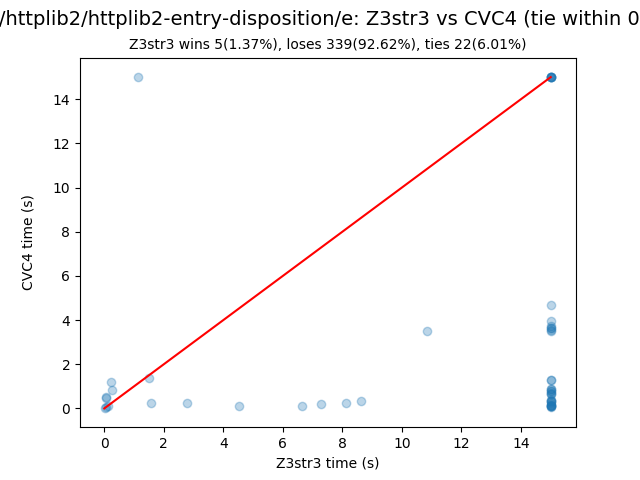 /httplib2/httplib2-entry-disposition/e: Z3str3 vs CVC4 (tie within 0
Z3str3 wins 5(1.37%), loses 339(92.62%), ties 22(6.01%)
14
12
10
8
6
4
2
0
CVC4 time (s)
0 2 4 6 8 10 12 14
Z3str3 time (s)